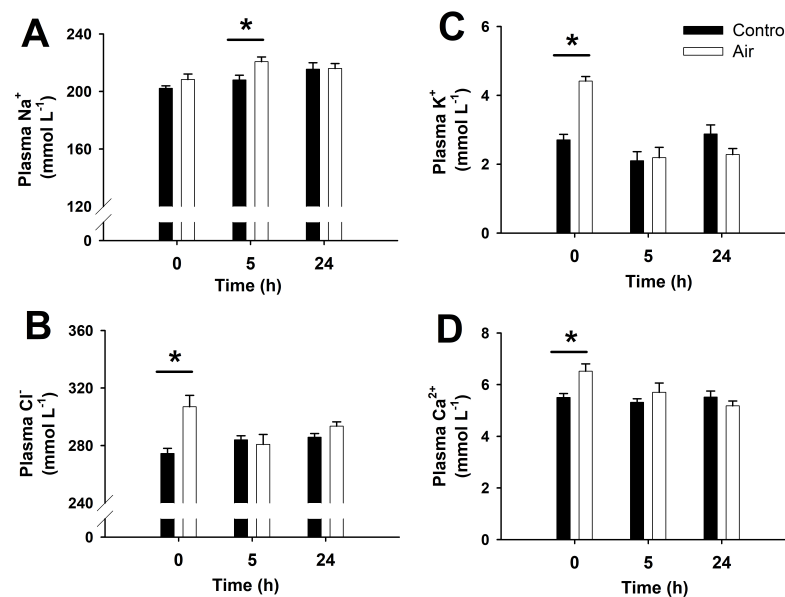 A
240
200
160
120
0
Plasma Na+
(mmol L-1)
*
0 5 24
Time (h)
C
6
4
2
0
Plasma K+
(mmol L-1)
*
Contro
Air
0 5 24
Time (h)
B
360
320
280
240
0
Plasma Cl-
(mmol L-1)
*
0 5 24
Time (h)
D
8
6
4
2
0
Plasma Ca2+
(mmol L-1)
*
0 5 24
Time (h)